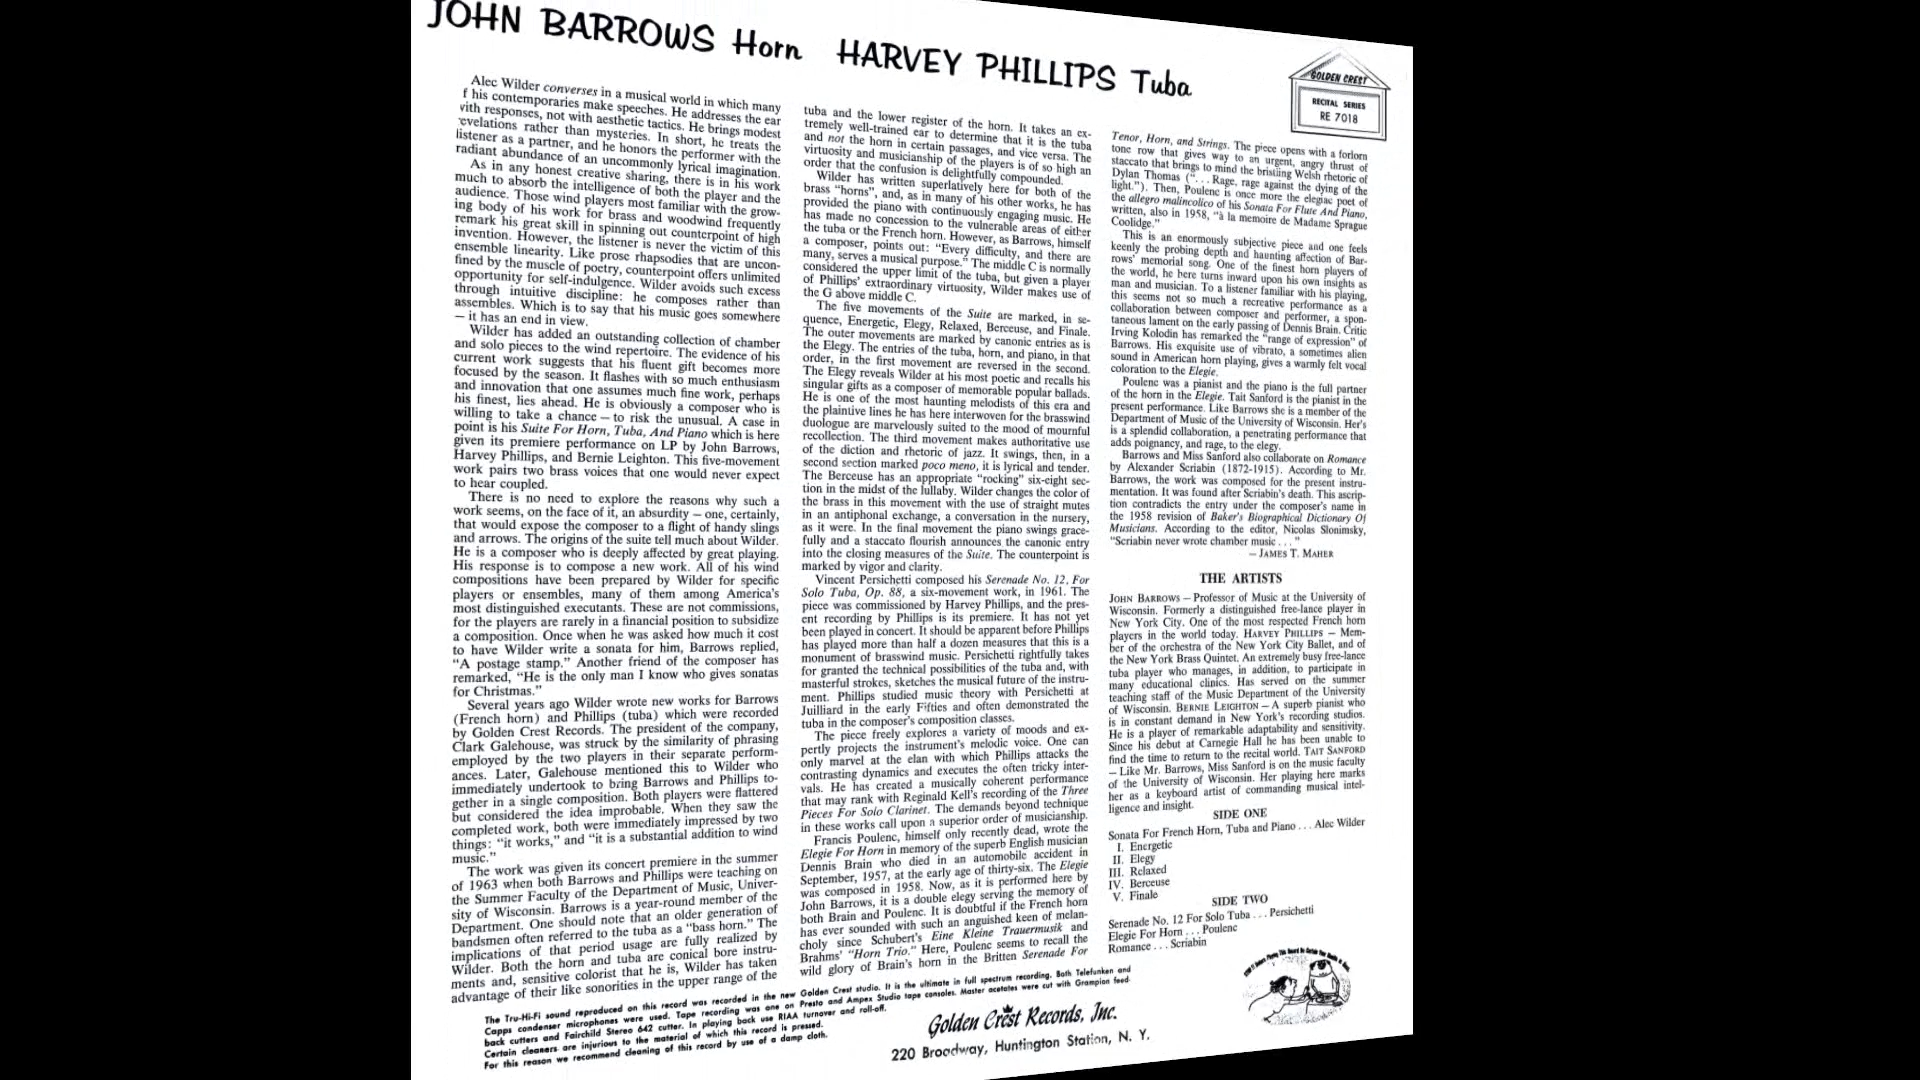 JOHN BARROWS Horn HARVEY PHILLIPS Tuba
GOLDEN CREST
RECITAL SERIES
RE 7018
Alec Wilder converses in a musical world in which many
f his contemporaries make speeches. He addresses the ear
vith responses, not with aesthetic tactics. He brings modest
evelations rather than mysteries. In short, he treats the
listener as a partner, and he honors the performer with the
radiant abundance of an uncommonly lyrical imagination.
As in any honest creative sharing, there is in his work
much to absorb the intelligence of both the player and the
audience. Those wind players most familiar with the grow-
ing body of his work for brass and woodwind frequently
remark his great skill in spinning out counterpoint of high
invention. However, the listener is never the victim of this
ensemble linearity. Like prose rhapsodies that are uncon-
fined by the muscle of poetry, counterpoint offers unlimited
opportunity for self-indulgence. Wilder avoids such excess
through intuitive discipline: he composes rather than
assembles. Which is to say that his music goes somewhere
— it has an end in view.
Wilder has added an outstanding collection of chamber
and solo pieces to the wind repertoire. The evidence of his
current work suggests that his fluent gift becomes more
focused by the season. It flashes with so much enthusiasm
and innovation that one assumes much fine work, perhaps
his finest, lies ahead. He is obviously a composer who is
willing to take a chance — to risk the unusual. A case in
point is his Suite For Horn, Tuba, And Piano which is here
given its premiere performance on LP by John Barrows,
Harvey Phillips, and Bernie Leighton. This five-movement
work pairs two brass voices that one would never expect
to hear coupled.
There is no need to explore the reasons why such a
work seems, on the face of it, an absurdity — one, certainly,
that would expose the composer to a flight of handy slings
and arrows. The origins of the suite tell much about Wilder.
He is a composer who is deeply affected by great playing.
His response is to compose a new work. All of his wind
compositions have been prepared by Wilder for specific
players or ensembles, many of them among America's
most distinguished executants. These are not commissions,
for the players are rarely in a financial position to subsidize
a composition. Once when he was asked how much it cost
to have Wilder write a sonata for him, Barrows replied,
"A postage stamp." Another friend of the composer has
remarked, "He is the only man I know who gives sonatas
for Christmas."
Several years ago Wilder wrote new works for Barrows
(French horn) and Phillips (tuba) which were recorded
by Golden Crest Records. The president of the company,
Clark Galehouse, was struck by the similarity of phrasing
employed by the two players in their separate perform-
ances. Later, Galehouse mentioned this to Wilder who
immediately undertook to bring Barrows and Phillips to-
gether in a single composition. Both players were flattered
but considered the idea improbable. When they saw the
completed work, both were immediately impressed by two
things: "it works," and "it is a substantial addition to wind
music."
The work was given its concert premiere in the summer
of 1963 when both Barrows and Phillips were teaching on
the Summer Faculty of the Department of Music, Univer-
sity of Wisconsin. Barrows is a year-round member of the
Department. One should note that an older generation of
bandsmen often referred to the tuba as a "bass horn." The
implications of that period usage are fully realized by
Wilder. Both the horn and tuba are conical bore instru-
ments and, sensitive colorist that he is, Wilder has taken
advantage of their like sonorities in the upper range of the
tuba and the lower register of the horn. It takes an ex-
tremely well-trained ear to determine that it is the tuba
and not the horn in certain passages, and vice versa. The
virtuosity and musicianship of the players is of so high an
order that the confusion is delightfully compounded.
Wilder has written superlatively here for both of the
brass "horns", and, as in many of his other works, he has
provided the piano with continuously engaging music. He
has made no concession to the vulnerable areas of either
the tuba or the French horn. However, as Barrows, himself
a composer, points out: "Every difficulty, and there are
many, serves a musical purpose." The middle C is normally
considered the upper limit of the tuba, but given a player
of Phillips' extraordinary virtuosity, Wilder makes use of
the G above middle C.
The five movements of the Suite are marked, in se-
quence, Energetic, Elegy, Relaxed, Berceuse, and Finale.
The outer movements are marked by canonic entries as is
the Elegy. The entries of the tuba, horn, and piano, in that
order, in the first movement are reversed in the second.
The Elegy reveals Wilder at his most poetic and recalls his
singular gifts as a composer of memorable popular ballads.
He is one of the most haunting melodists of this era and
the plaintive lines he has here interwoven for the brasswind
duologue are marvelously suited to the mood of mournful
recollection. The third movement makes authoritative use
of the diction and rhetoric of jazz. It swings, then, in a
second section marked poco meno, it is lyrical and tender.
The Berceuse has an appropriate "rocking" six-eight sec-
tion in the midst of the lullaby. Wilder changes the color of
the brass in this movement with the use of straight mutes
in an antiphonal exchange, a conversation in the nursery,
as it were. In the final movement the piano swings grace-
fully and a staccato flourish announces the canonic entry
into the closing measures of the Suite. The counterpoint is
marked by vigor and clarity.
Vincent Persichetti composed his Serenade No. 12, For
Solo Tuba, Op. 88, a six-movement work, in 1961. The
piece was commissioned by Harvey Phillips, and the pres-
ent recording by Phillips is its premiere. It has not yet
been played in concert. It should be apparent before Phillips
has played more than half a dozen measures that this is a
monument of brasswind music. Persichetti rightfully takes
for granted the technical possibilities of the tuba and, with
masterful strokes, sketches the musical future of the instru-
ment. Phillips studied music theory with Persichetti at
Juilliard in the early Fifties and often demonstrated the
tuba in the composer's composition classes.
The piece freely explores a variety of moods and ex-
pertly projects the instrument's melodic voice. One can
only marvel at the elan with which Phillips attacks the
contrasting dynamics and executes the often tricky inter-
vals. He has created a musically coherent performance
that may rank with Reginald Kell's recording of the Three
Pieces For Solo Clarinet. The demands beyond technique
in these works call upon a superior order of musicianship.
Francis Poulenc, himself only recently dead, wrote the
Elegie For Horn in memory of the superb English musician
Dennis Brain who died in an automobile accident in
September, 1957, at the early age of thirty-six. The Elegie
was composed in 1958. Now, as it is performed here by
John Barrows, it is a double elegy serving the memory of
both Brain and Poulenc. It is doubtful if the French horn
has ever sounded with such an anguished keen of melan-
choly since Schubert's Eine Kleine Trauermusik and
Brahms' "Horn Trio." Here, Poulenc seems to recall the
wild glory of Brain's horn in the Britten Serenade For
Tenor, Horn, and Strings. The piece opens with a forlorn
tone row that gives way to an urgent, angry thrust of
staccato that brings to mind the bristling Welsh rhetoric of
Dylan Thomas (". . . Rage, rage against the dying of the
light."). Then, Poulenc is once more the elegiac poet of
the allegro malincolico of his Sonata For Flute And Piano,
written, also in 1958, "à la memoire de Madame Sprague
Coolidge."
This is an enormously subjective piece and one feels
keenly the probing depth and haunting affection of Bar-
rows' memorial song. One of the finest horn players of
the world, he here turns inward upon his own insights as
man and musician. To a listener familiar with his playing,
this seems not so much a recreative performance as a
collaboration between composer and performer, a spon-
taneous lament on the early passing of Dennis Brain. Critic
Irving Kolodin has remarked the "range of expression" of
Barrows. His exquisite use of vibrato, a sometimes alien
sound in American horn playing, gives a warmly felt vocal
coloration to the Elegie.
Poulenc was a pianist and the piano is the full partner
of the horn in the Elegie. Tait Sanford is the pianist in the
present performance. Like Barrows she is a member of the
Department of Music of the University of Wisconsin. Her's
is a splendid collaboration, a penetrating performance that
adds poignancy, and rage, to the elegy.
Barrows and Miss Sanford also collaborate on Romance
by Alexander Scriabin (1872-1915). According to Mr.
Barrows, the work was composed for the present instru-
mentation. It was found after Scriabin's death. This ascrip-
tion contradicts the entry under the composer's name in
the 1958 revision of Baker's Biographical Dictionary Of
Musicians. According to the editor, Nicolas Slonimsky,
"Scriabin never wrote chamber music . . ."
— JAMES T. MAHER
THE ARTISTS
JOHN BARROWS — Professor of Music at the University of
Wisconsin. Formerly a distinguished free-lance player in
New York City. One of the most respected French horn
players in the world today. HARVEY PHILLIPS — Mem-
ber of the orchestra of the New York City Ballet, and of
the New York Brass Quintet. An extremely busy free-lance
tuba player who manages, in addition, to participate in
many educational clinics. Has served on the summer
teaching staff of the Music Department of the University
of Wisconsin. BERNIE LEIGHTON — A superb pianist who
is in constant demand in New York's recording studios.
He is a player of remarkable adaptability and sensitivity.
Since his debut at Carnegie Hall he has been unable to
find the time to return to the recital world. TAIT SANFORD
— Like Mr. Barrows, Miss Sanford is on the music faculty
of the University of Wisconsin. Her playing here marks
her as a keyboard artist of commanding musical intel-
ligence and insight.
SIDE ONE
Sonata For French Horn, Tuba and Piano . . . Alec Wilder
I. Energetic
II. Elegy
III. Relaxed
IV. Berceuse
V. Finale
SIDE TWO
Serenade No. 12 For Solo Tuba . . . Persichetti
Elegie For Horn . . . Poulenc
Romance . . . Scriabin
The Tru-Hi-Fi sound reproduced on this record was recorded in the new Golden Crest studio. It is the ultimate in full spectrum recording. Both Telefunken and
Capps condenser microphones were used. Tape recording was one on Presto and Ampex Studio tape consoles. Master acetates were cut with Grampion feed-
back cutters and Fairchild Stereo 642 cutter. In playing back use RIAA turnover and roll-off.
Certain cleaners are injurious to the material of which this record is pressed.
For this reason we recommend cleaning of this record by use of a damp cloth.
Golden Crest Records, Inc.
220 Broadway, Huntington Station, N. Y.